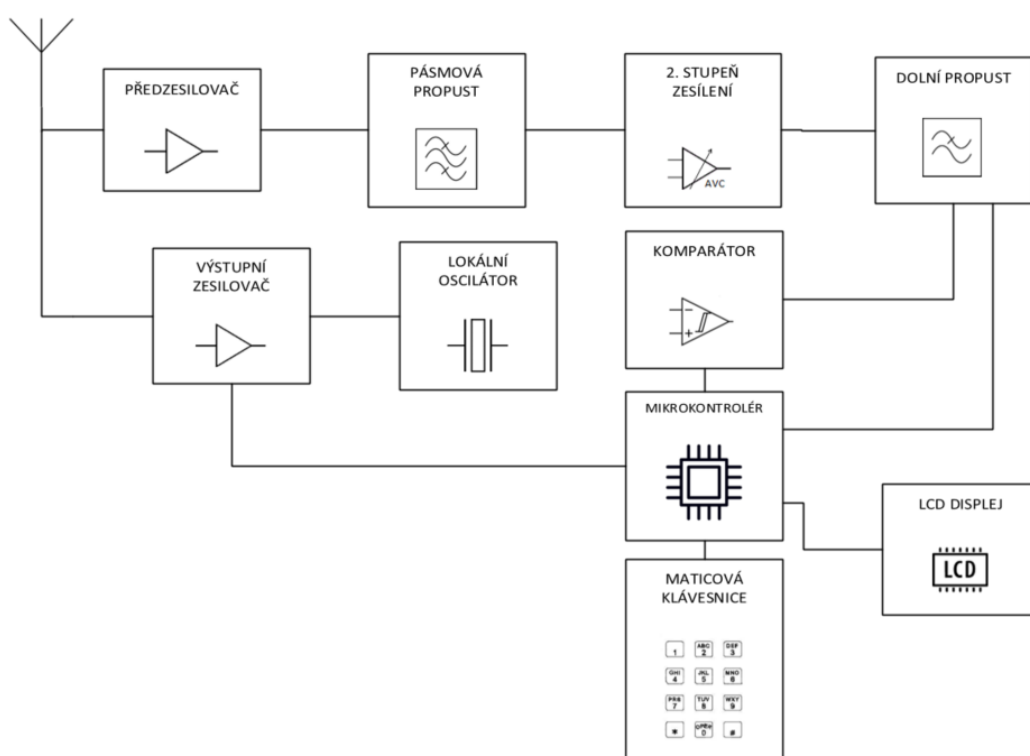 PŘEDZESILOVAČ
PÁSMOVÁ
PROPUST
2. STUPEŇ
ZESÍLENÍ
AVC
DOLNÍ PROPUST
VÝSTUPNÍ
ZESILOVAČ
LOKÁLNÍ
OSCILÁTOR
KOMPARÁTOR
MIKROKONTROLÉR
LCD DISPLEJ
LCD
MATICOVÁ
KLÁVESNICE
1
ABC
2
DEF
3
GHI
4
JKL
5
MNO
6
PRS
7
TUV
8
WXY
9
*
OPER
0
#